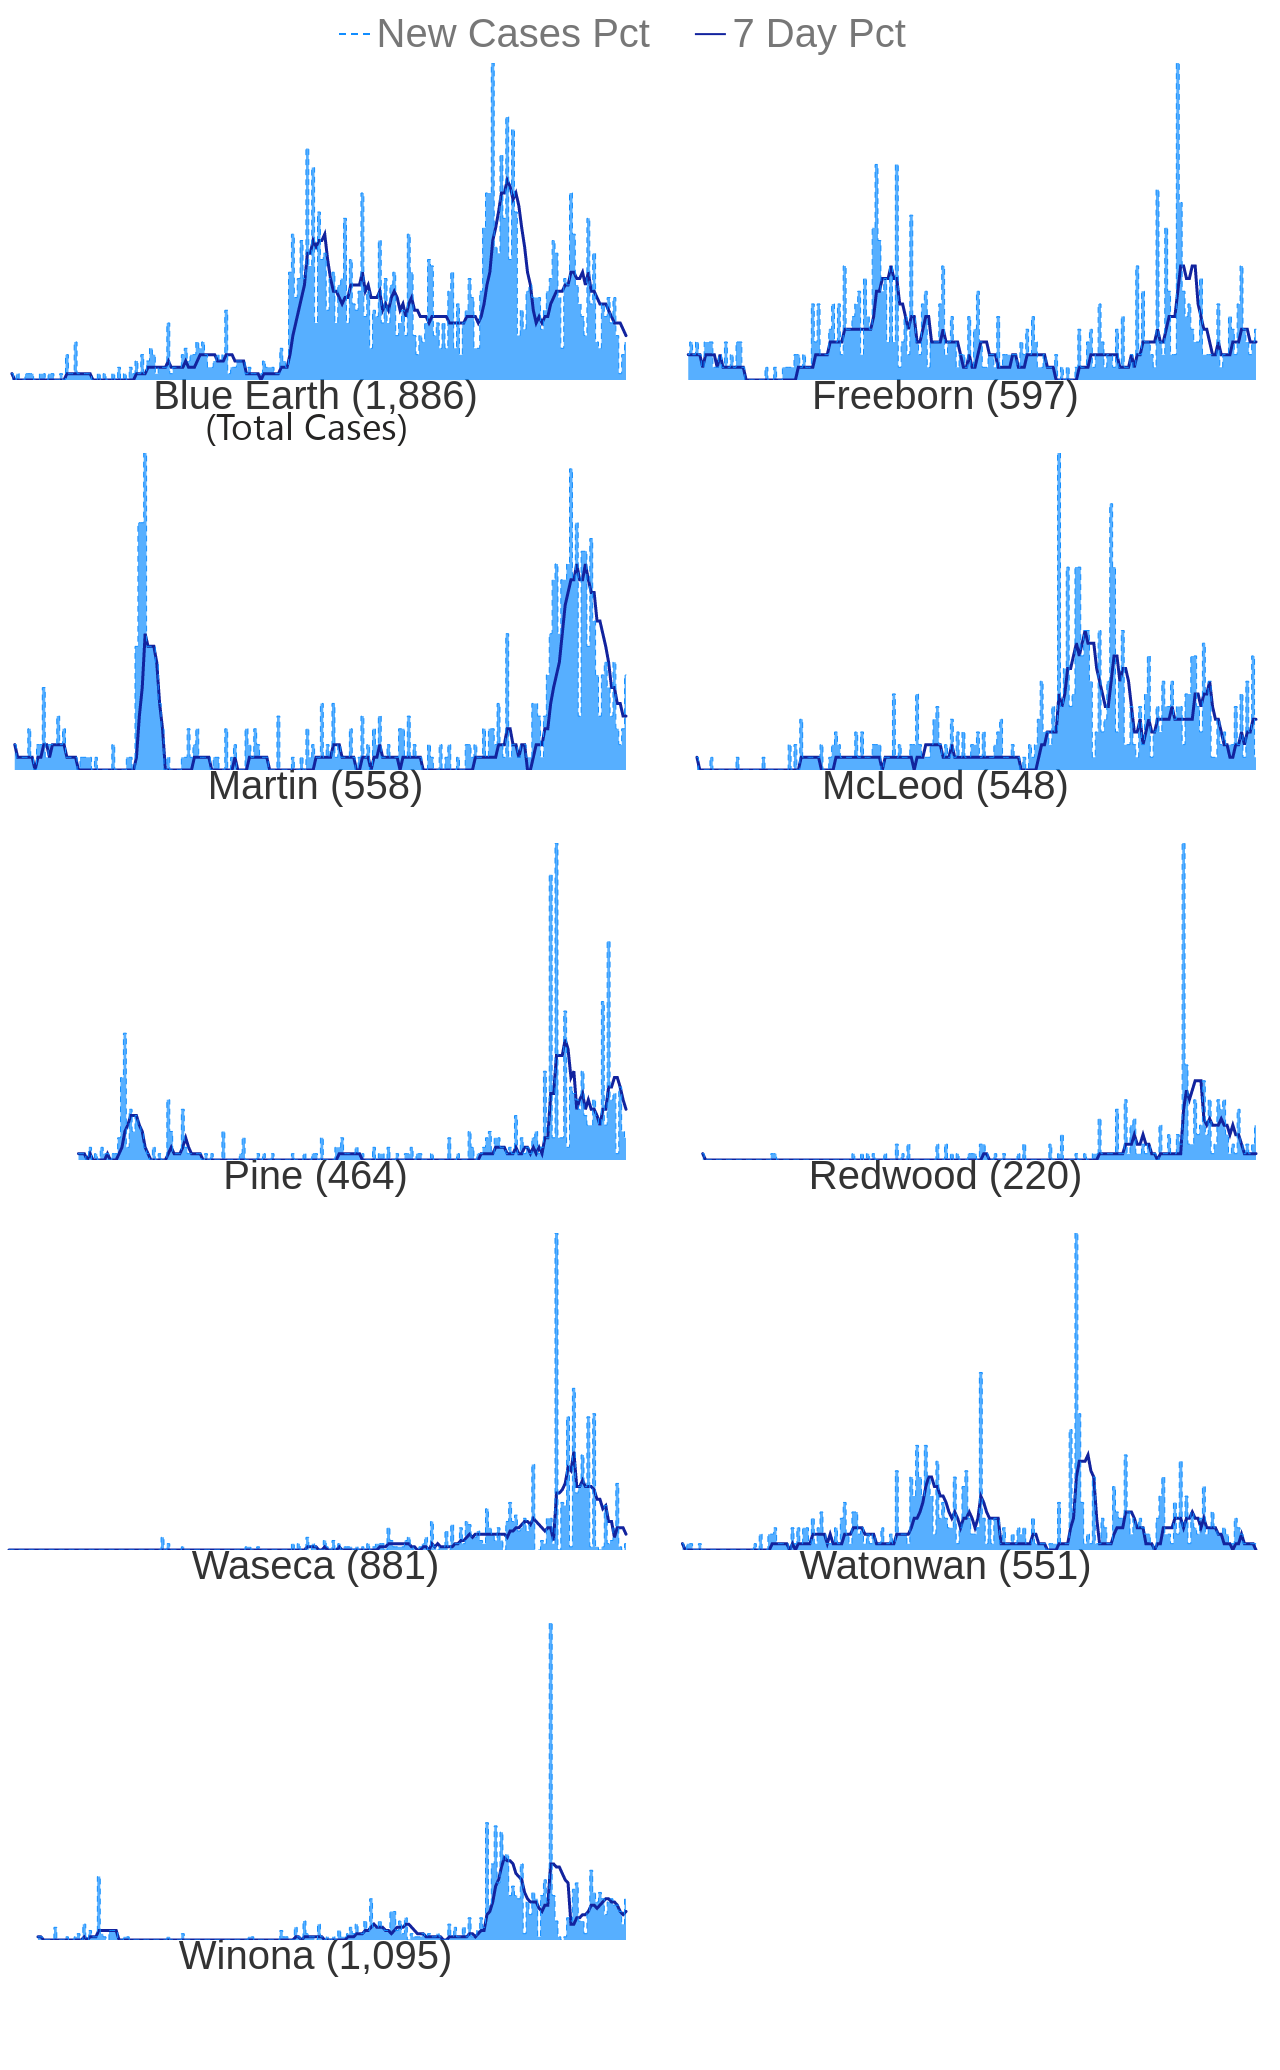 New Cases Pct 7 Day Pct
Blue Earth (1,886) Freeborn (597)
(Total Cases)
Martin (558) McLeod (548)
Pine (464) Redwood (220)
Waseca (881) Watonwan (551)
Winona (1,095)